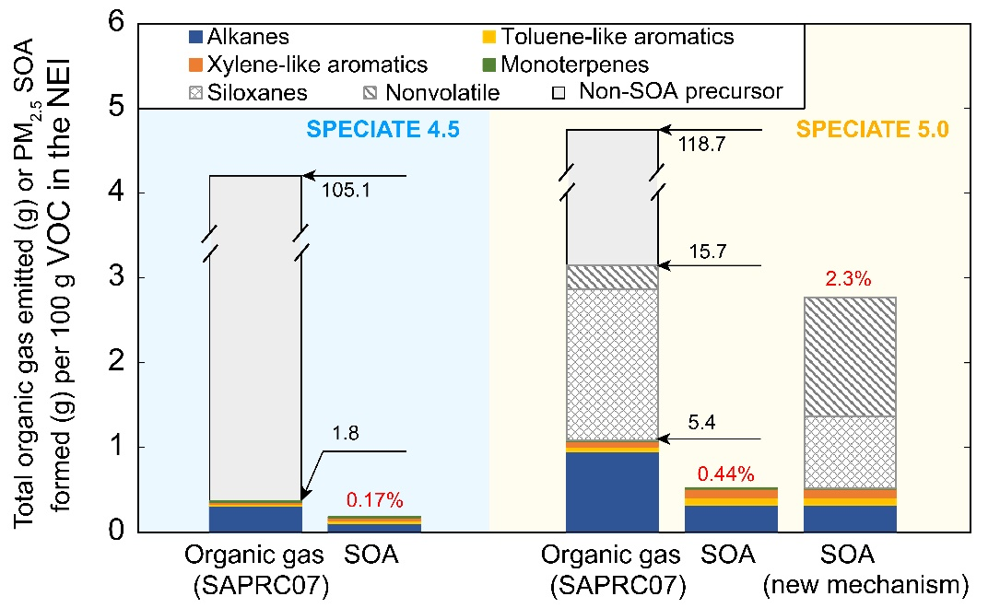 Total organic gas emitted (g) or PM2.5 SOA
formed (g) per 100 g VOC in the NEI
6
5
4
3
2
1
0
Alkanes
Toluene-like aromatics
Xylene-like aromatics
Monoterpenes
Siloxanes
Nonvolatile
Non-SOA precursor
SPECIATE 4.5
SPECIATE 5.0
105.1
1.8
0.17%
118.7
15.7
5.4
0.44%
2.3%
Organic gas
(SAPRC07)
SOA
Organic gas
(SAPRC07)
SOA
SOA
(new mechanism)